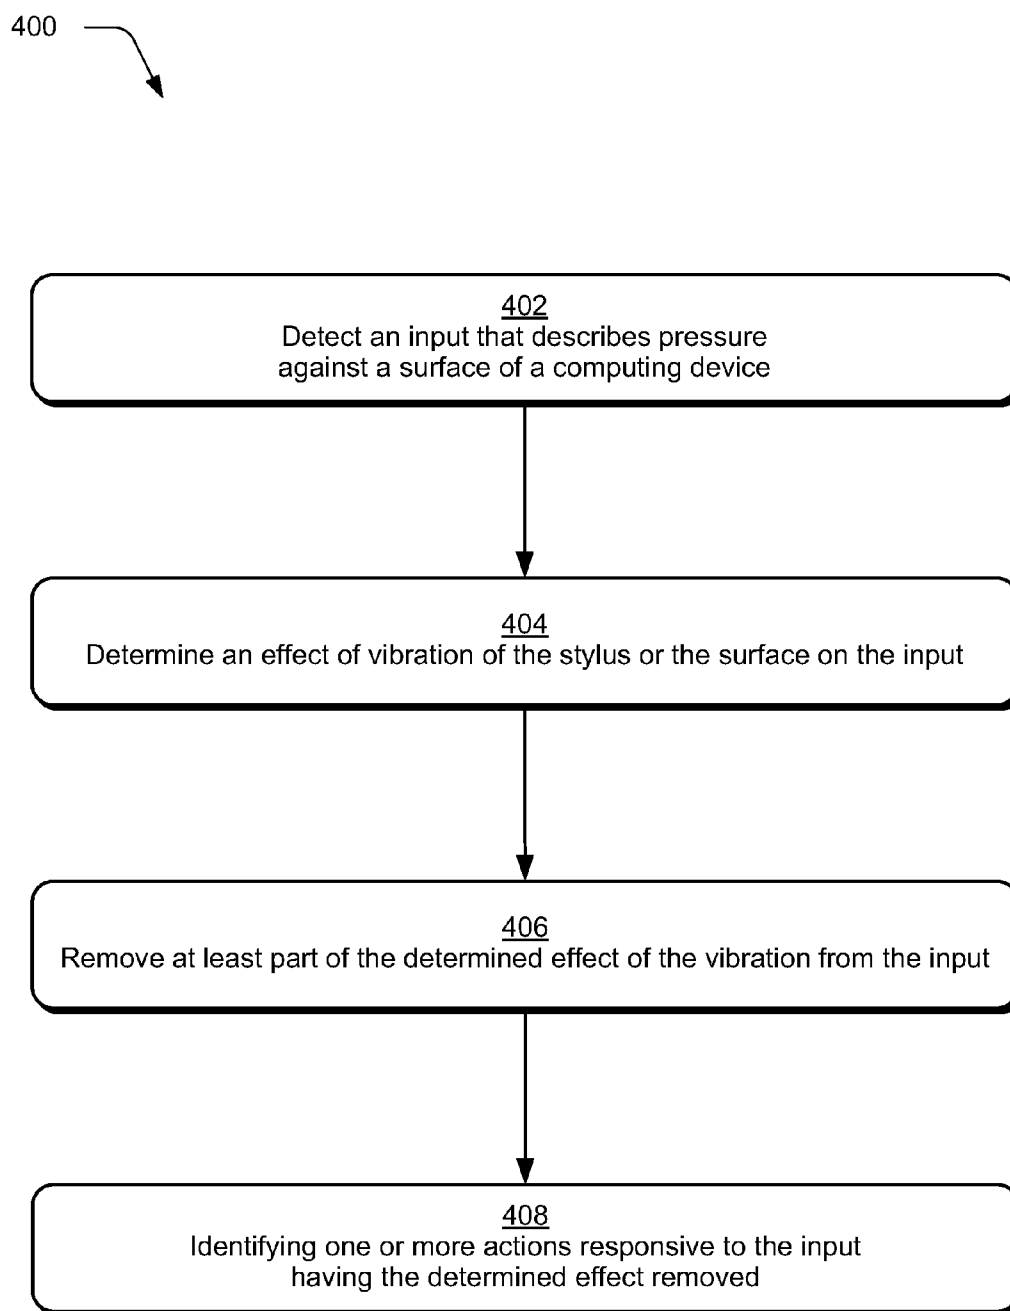 400
402
Detect an input that describes pressure
against a surface of a computing device
404
Determine an effect of vibration of the stylus or the surface on the input
406
Remove at least part of the determined effect of the vibration from the input
408
Identifying one or more actions responsive to the input
having the determined effect removed